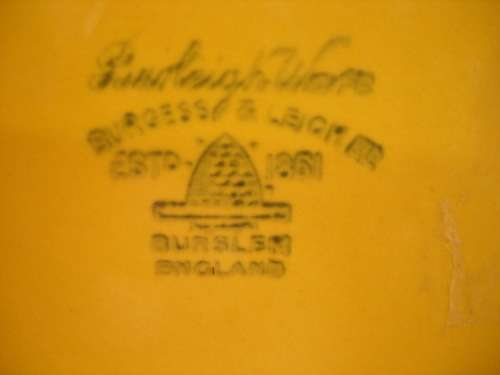 Burleigh Ware
BURGESS & LEIGH LTD
ESTD 1851
BURSLEM
ENGLAND